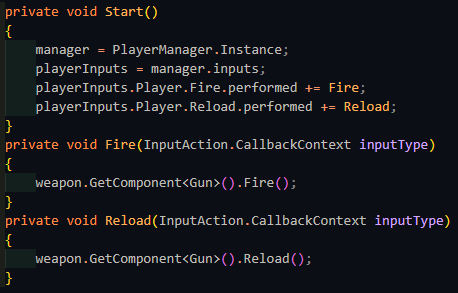 private void Start()
{
    manager = PlayerManager.Instance;
    playerInputs = manager.inputs;
    playerInputs.Player.Fire.performed += Fire;
    playerInputs.Player.Reload.performed += Reload;
}
private void Fire(InputAction.CallbackContext inputType)
{
    weapon.GetComponent<Gun>().Fire();
}
private void Reload(InputAction.CallbackContext inputType)
{
    weapon.GetComponent<Gun>().Reload();
}